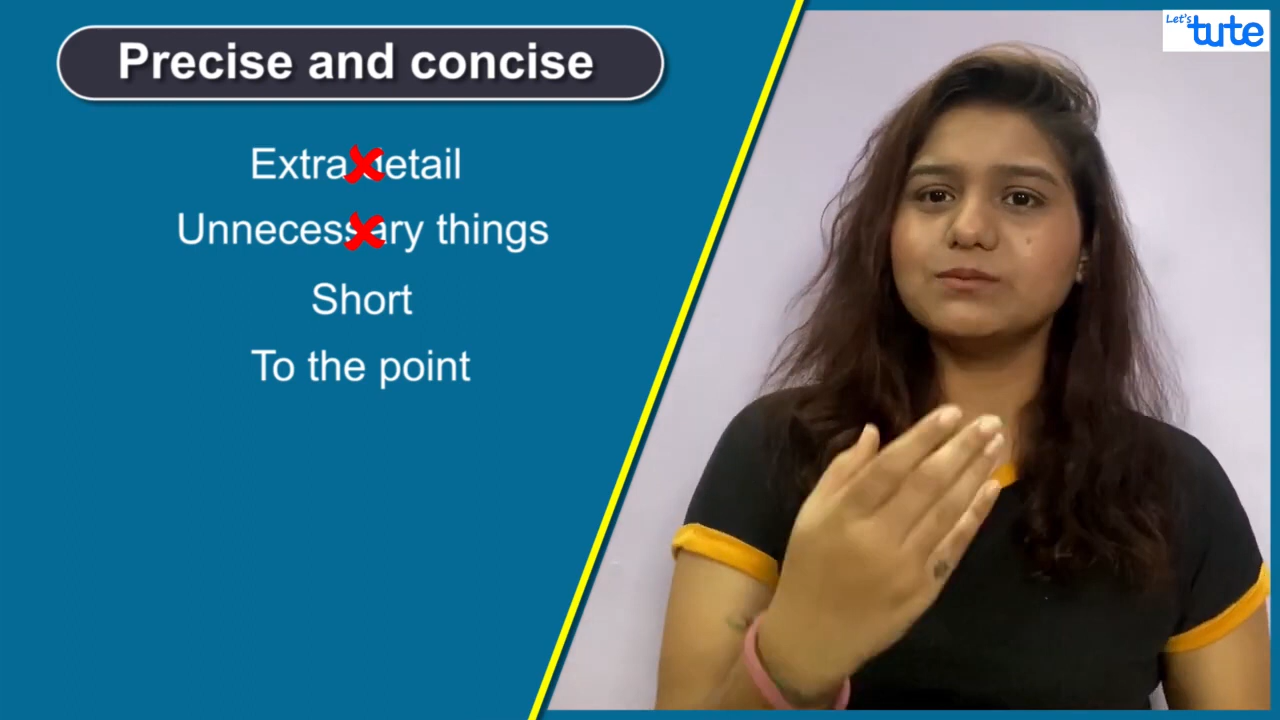 Precise and concise
Extra detail
Unnecessary things
Short
To the point
Let's
tute